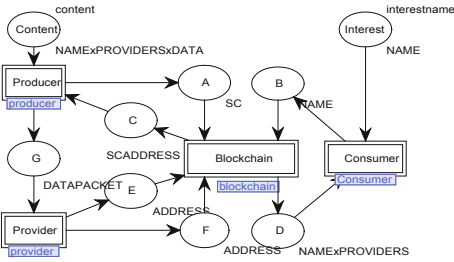 content
interestname
Content
Interest
NAMExPROVIDERSxDATA
NAME
Producer
producer
A
B
SC
NAME
C
SCADDRESS
Blockchain
blockchain
Consumer
Consumer
G
DATAPACKET
E
ADDRESS
Provider
provider
F
D
ADDRESS
NAMExPROVIDERS